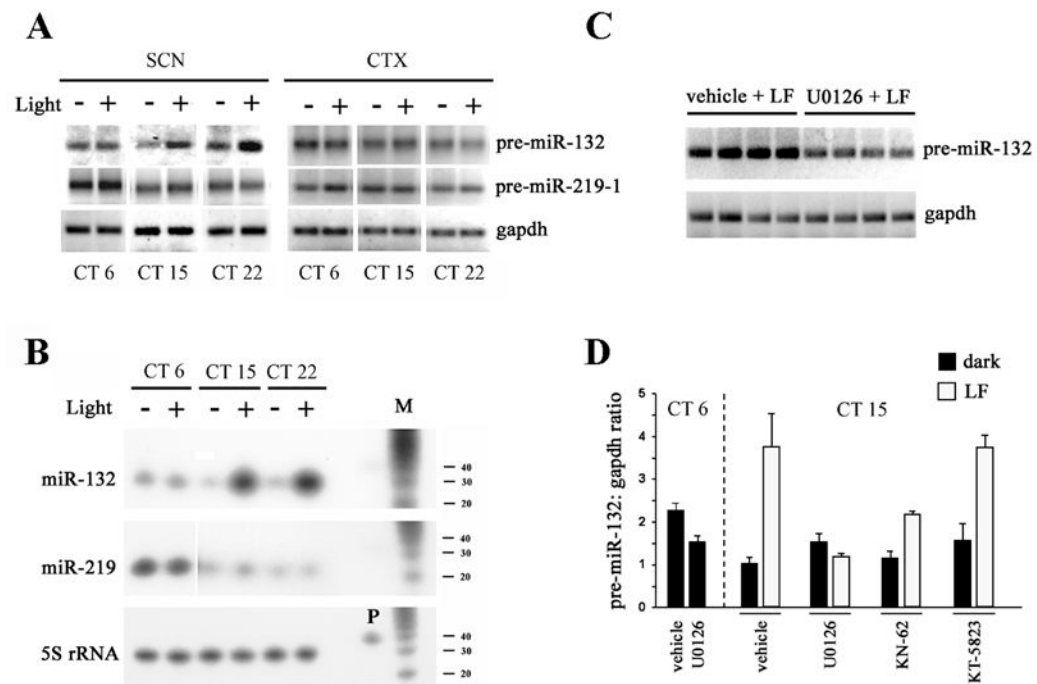 A
SCN CTX
Light - + - + - + - + - + - +
pre-miR-132
pre-miR-219-1
gapdh
CT 6 CT 15 CT 22 CT 6 CT 15 CT 22
B
CT 6 CT 15 CT 22
Light - + - + - + M
miR-132
40
30
20
miR-219
40
30
20
P
5S rRNA
40
30
20
C
vehicle + LF U0126 + LF
pre-miR-132
gapdh
D
dark
LF
pre-miR-132: gapdh ratio
5
4
3
2
1
0
CT 6 CT 15
vehicle
U0126
vehicle
U0126
KN-62
KT-5823